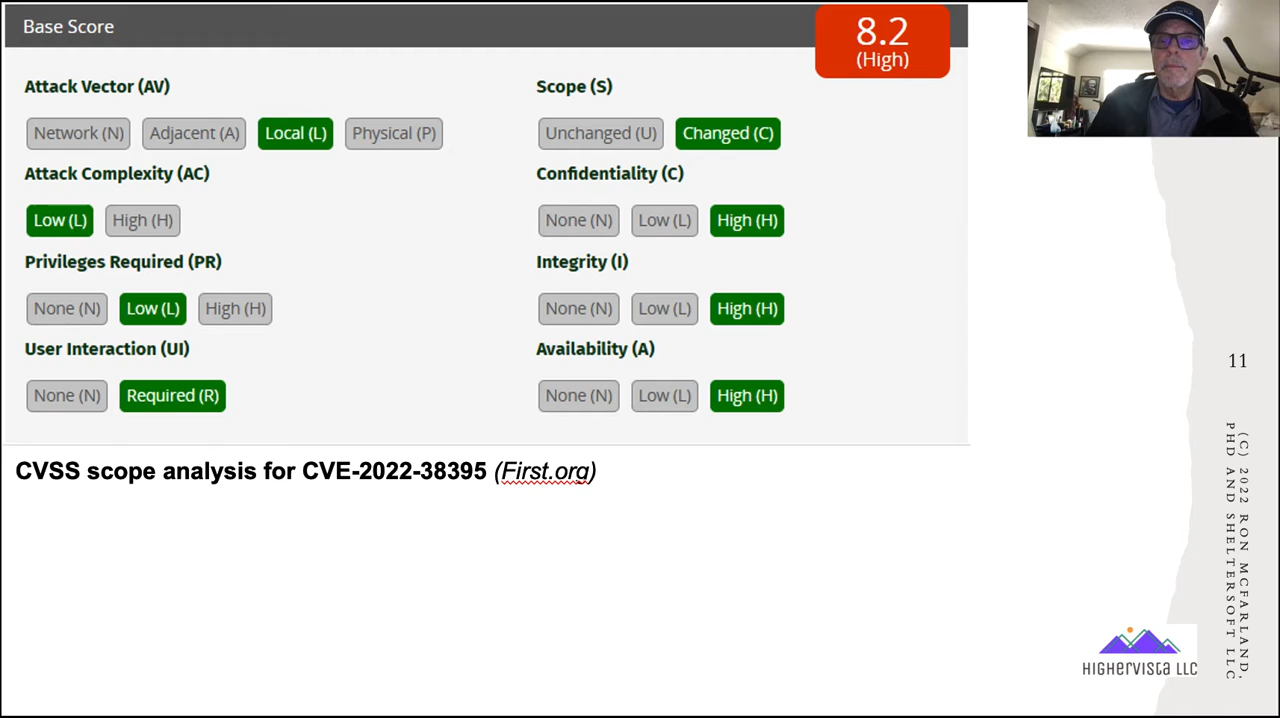 Base Score
8.2
(High)
Attack Vector (AV)
Network (N) Adjacent (A) Local (L) Physical (P)
Attack Complexity (AC)
Low (L) High (H)
Privileges Required (PR)
None (N) Low (L) High (H)
User Interaction (UI)
None (N) Required (R)
Scope (S)
Unchanged (U) Changed (C)
Confidentiality (C)
None (N) Low (L) High (H)
Integrity (I)
None (N) Low (L) High (H)
Availability (A)
None (N) Low (L) High (H)
CVSS scope analysis for CVE-2022-38395 (First.org)
11
(C) 2022 RON MCFARLAND,
PHD AND SHELTERSOFT LLC
HIGHERVISTA LLC